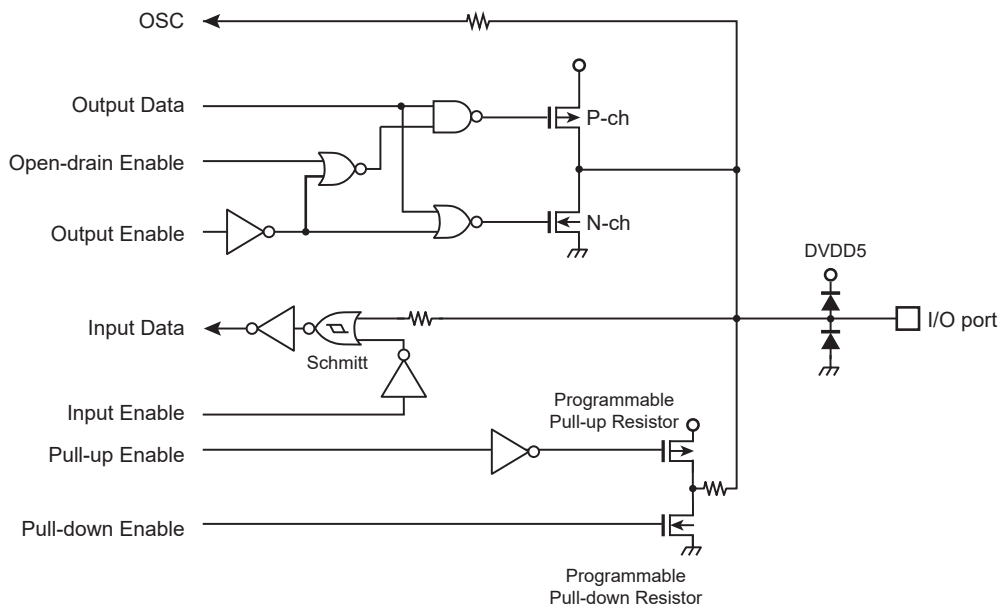 OSC
Output Data
P-ch
Open-drain Enable
Output Enable
N-ch
DVDD5
Input Data
Schmitt
I/O port
Input Enable
Programmable
Pull-up Resistor
Pull-up Enable
Pull-down Enable
Programmable
Pull-down Resistor